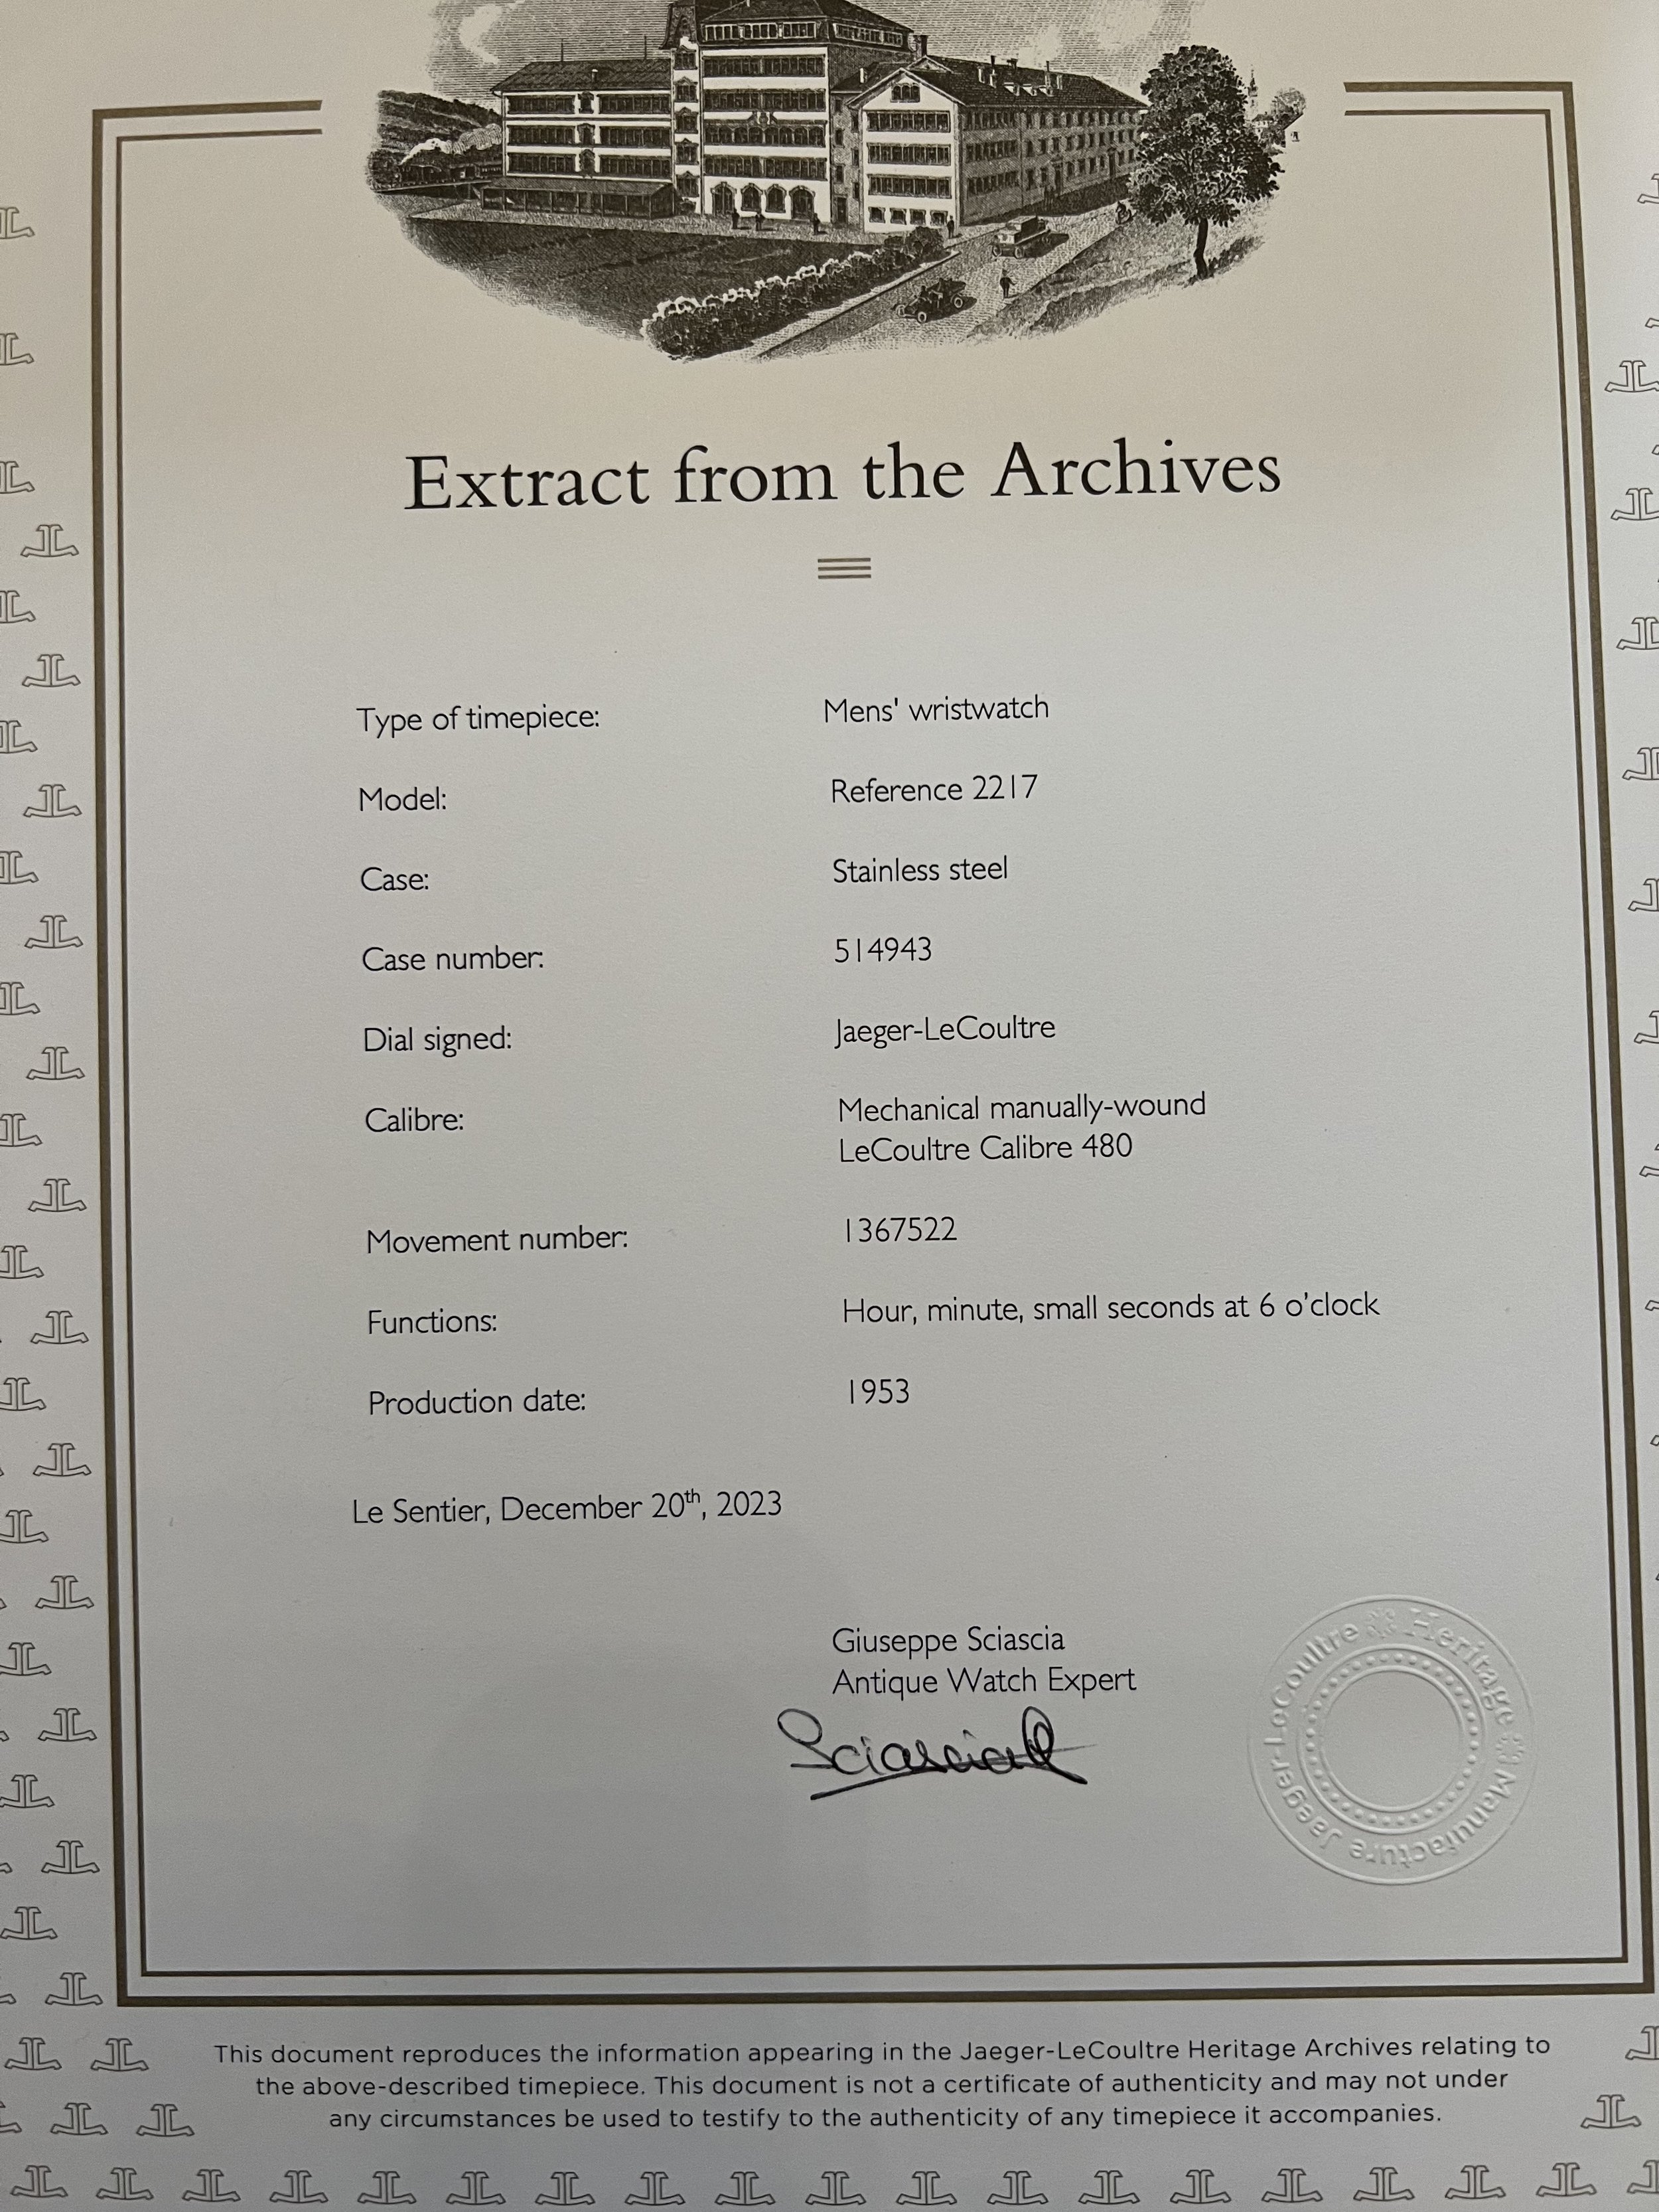 Extract from the Archives
Type of timepiece: Mens' wristwatch
Model: Reference 2217
Case: Stainless steel
Case number: 514943
Dial signed: Jaeger-LeCoultre
Calibre: Mechanical manually-wound
LeCoultre Calibre 480
Movement number: 1367522
Functions: Hour, minute, small seconds at 6 o'clock
Production date: 1953
Le Sentier, December 20th, 2023
Giuseppe Sciascia
Antique Watch Expert
Sciascia
Manufacture Jaeger-LeCoultre Heritage
This document reproduces the information appearing in the Jaeger-LeCoultre Heritage Archives relating to
the above-described timepiece. This document is not a certificate of authenticity and may not under
any circumstances be used to testify to the authenticity of any timepiece it accompanies.